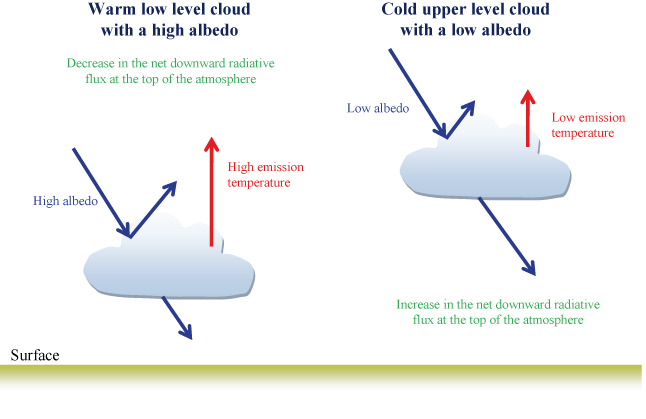 Warm low level cloud
with a high albedo
Decrease in the net downward radiative
flux at the top of the atmosphere
High albedo
High emission
temperature
Cold upper level cloud
with a low albedo
Low albedo
Low emission
temperature
Increase in the net downward radiative
flux at the top of the atmosphere
Surface